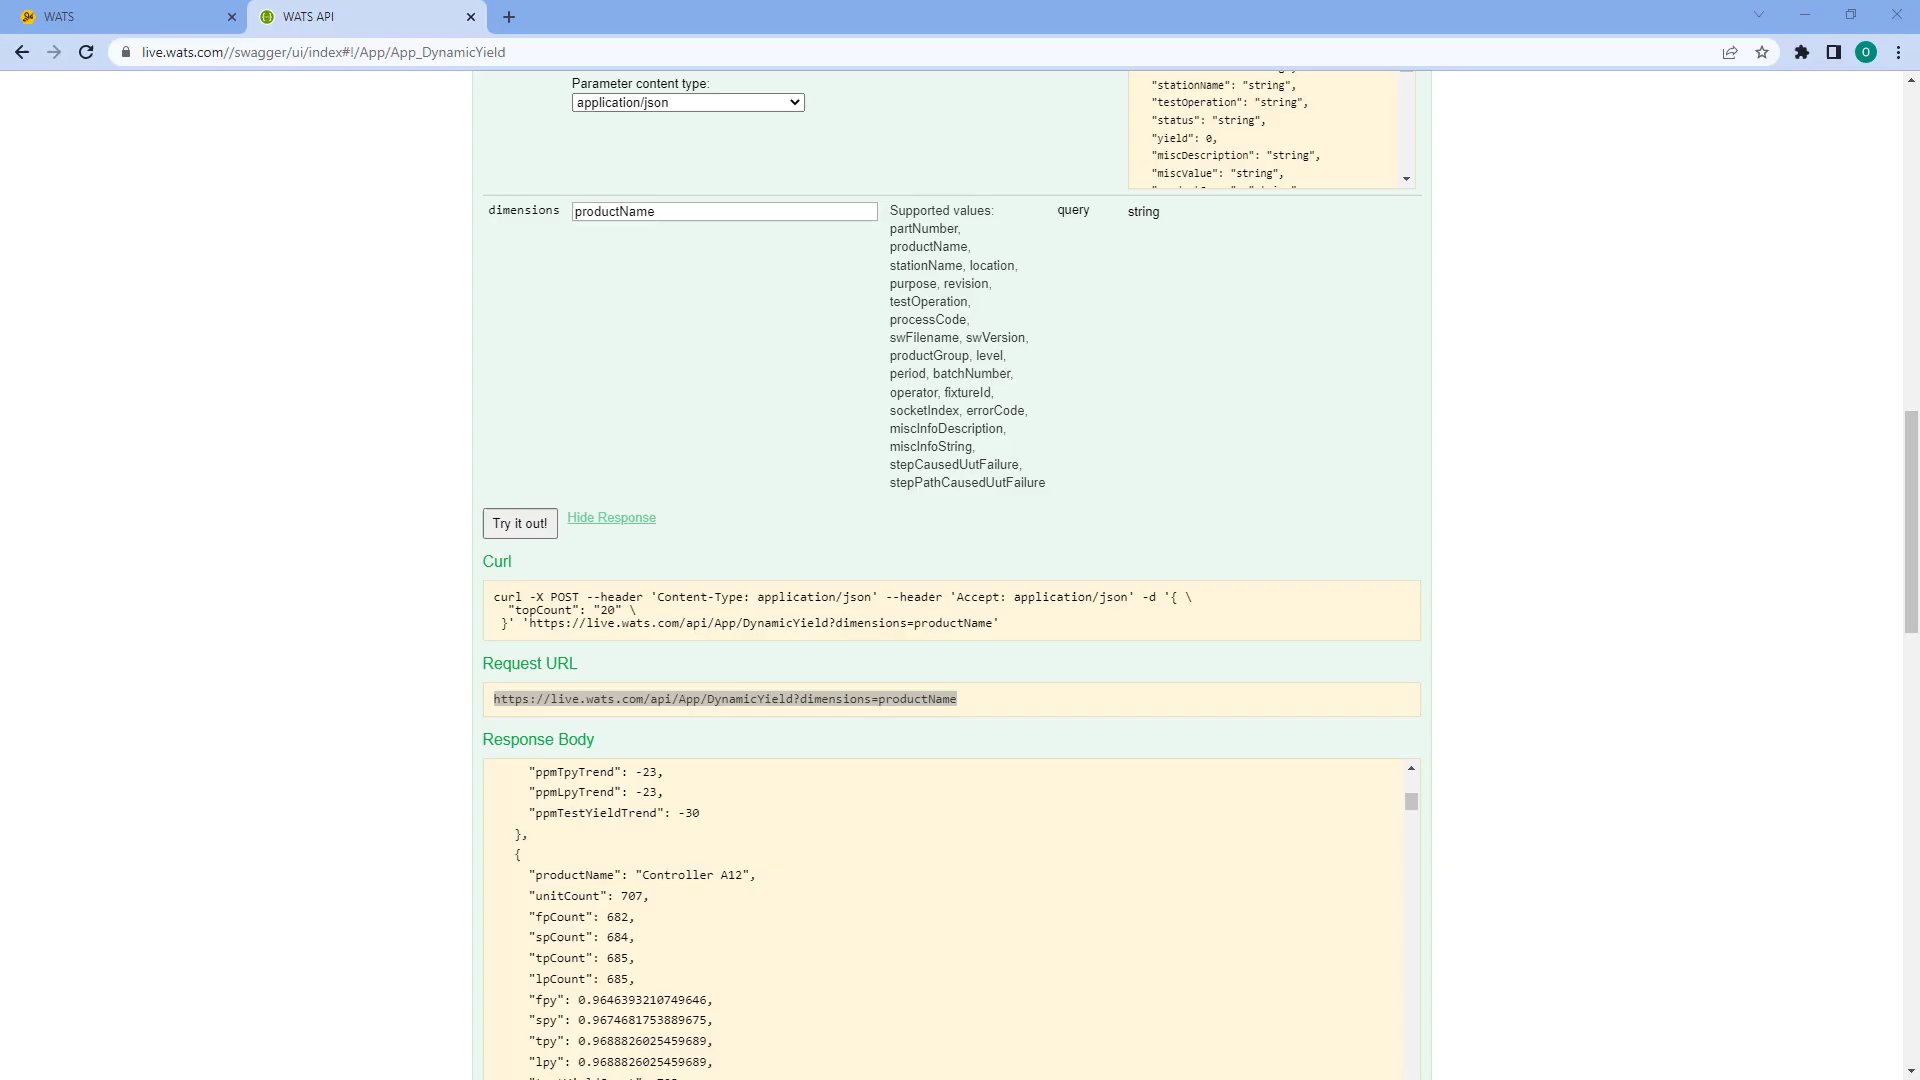 WATS
WATS API
live.wats.com//swagger/ui/index#!/App/App_DynamicYield
O
Parameter content type:
application/json
"stationName": "string",
"testOperation": "string",
"status": "string",
"yield": 0,
"miscDescription": "string",
"miscValue": "string",
dimensions
productName
Supported values:
partNumber,
productName,
stationName, location,
purpose, revision,
testOperation,
processCode,
swFilename, swVersion,
productGroup, level,
period, batchNumber,
operator, fixtureId,
socketIndex, errorCode,
miscInfoDescription,
miscInfoString,
stepCausedUutFailure,
stepPathCausedUutFailure
query
string
Try it out!
Hide Response
Curl
curl -X POST --header 'Content-Type: application/json' --header 'Accept: application/json' -d '{ \
"topCount": "20" \
}' 'https://live.wats.com/api/App/DynamicYield?dimensions=productName'
Request URL
https://live.wats.com/api/App/DynamicYield?dimensions=productName
Response Body
"ppmTpyTrend": -23,
"ppmLpyTrend": -23,
"ppmTestYieldTrend": -30
},
{
"productName": "Controller A12",
"unitCount": 707,
"fpCount": 682,
"spCount": 684,
"tpCount": 685,
"lpCount": 685,
"fpy": 0.9646393210749646,
"spy": 0.9674681753889675,
"tpy": 0.9688826025459689,
"lpy": 0.9688826025459689,